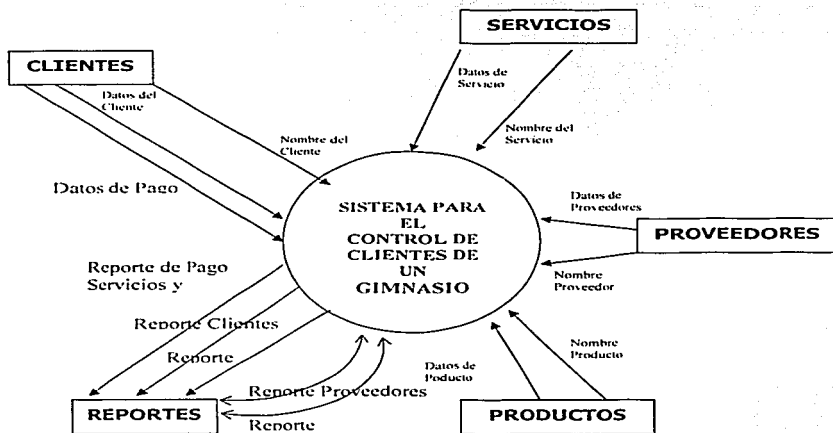 SERVICIOS
CLIENTES
Datos de
Servicio
Datos del
Cliente
Nombre del
Servicio
Nombre del
Cliente
Datos de Pago
SISTEMA PARA
EL
CONTROL DE
CLIENTES DE
UN
GIMNASIO
Datos de
Proveedores
PROVEEDORES
Nombre
Proveedor
Reporte de Pago
Servicios y
Reporte Clientes
Reporte
Nombre
Producto
Datos de
Poducto
Reporte Proveedores
REPORTES
Reporte
PRODUCTOS